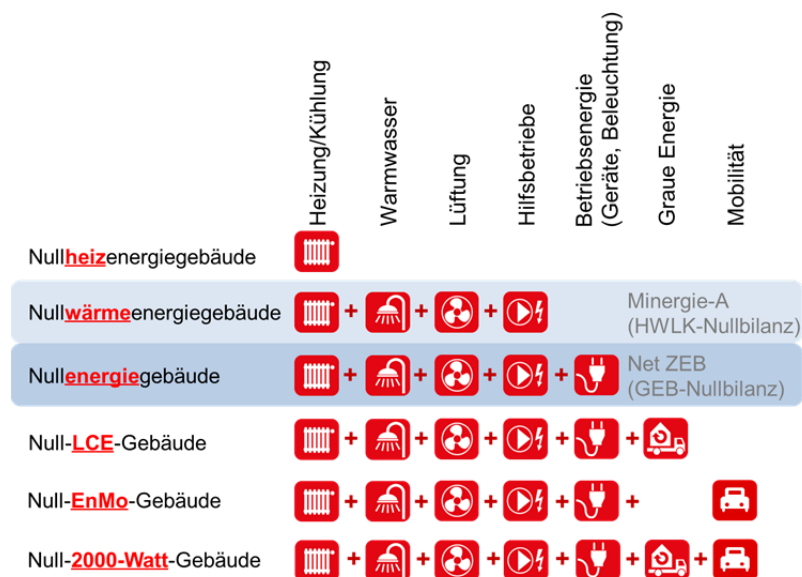 Heizung/Kühlung
Warmwasser
Lüftung
Hilfsbetriebe
Betriebsenergie
(Geräte, Beleuchtung)
Graue Energie
Mobilität
Nullheizenergiegebäude
Nullwärmeenergiegebäude + + + Minergie-A
(HWLK-Nullbilanz)
Nullenergiegebäude + + + + Net ZEB
(GEB-Nullbilanz)
Null-LCE-Gebäude + + + + +
Null-EnMo-Gebäude + + + + +
Null-2000-Watt-Gebäude + + + + + +